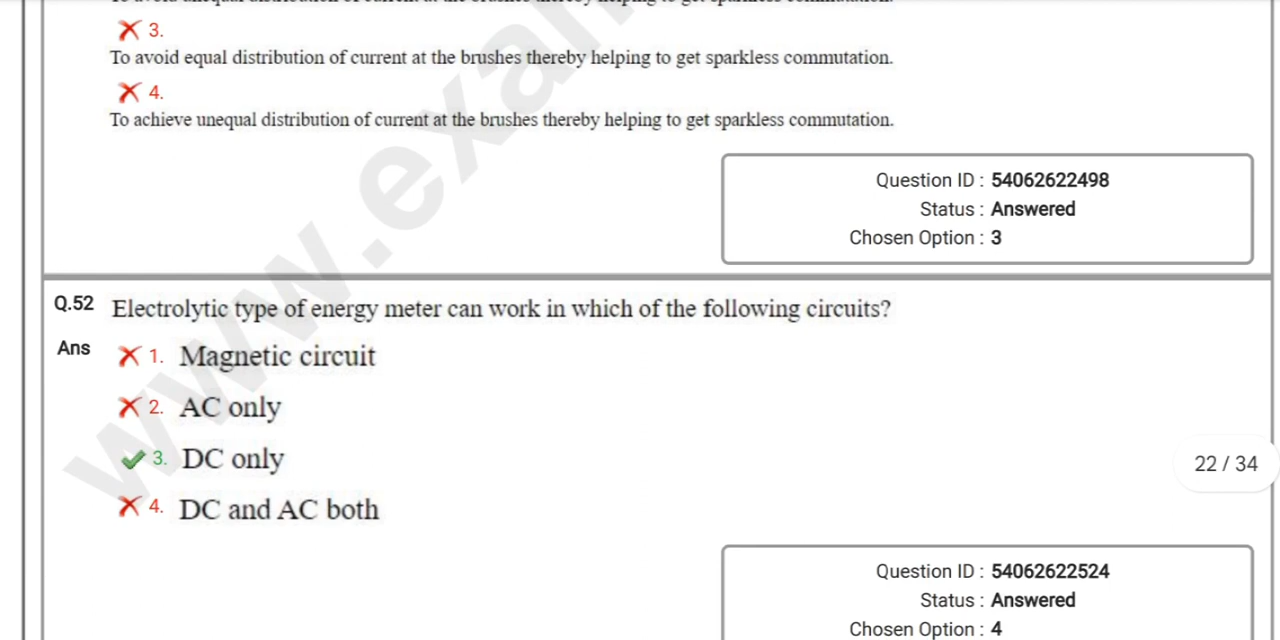 3.
To avoid equal distribution of current at the brushes thereby helping to get sparkless commutation.
4.
To achieve unequal distribution of current at the brushes thereby helping to get sparkless commutation.
Question ID : 54062622498
Status : Answered
Chosen Option : 3
Q.52 Electrolytic type of energy meter can work in which of the following circuits?
Ans 1. Magnetic circuit
2. AC only
3. DC only
4. DC and AC both
22 / 34
Question ID : 54062622524
Status : Answered
Chosen Option : 4
www.exa